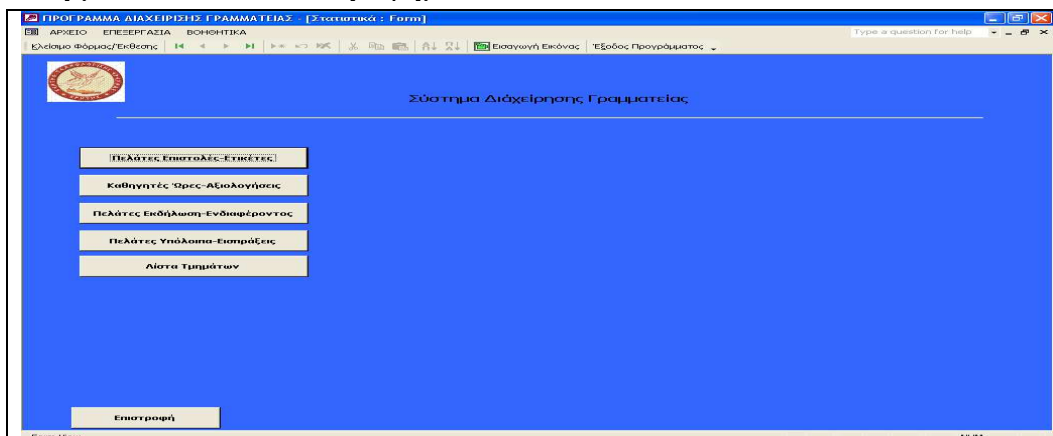 ΠΡΟΓΡΑΜΜΑ ΔΙΑΧΕΙΡΙΣΗΣ ΓΡΑΜΜΑΤΕΙΑΣ - [Στατιστικά : Form]
ΑΡΧΕΙΟ ΕΠΕΞΕΡΓΑΣΙΑ ΒΟΗΘΗΤΙΚΑ Type a question for help
Κλείσιμο Φόρμας/Έκθεσης Εισαγωγή Εικόνας Έξοδος Προγράμματος
Σύστημα Διάχείρησης Γραμματείας
Πελάτες Επιστολές-Ετικέτες
Καθηγητές Ώρες-Αξιολογήσεις
Πελάτες Εκδήλωση-Ενδιαφέροντος
Πελάτες Υπόλοιπα-Εισπράξεις
Λίστα Τμημάτων
Επιστροφή